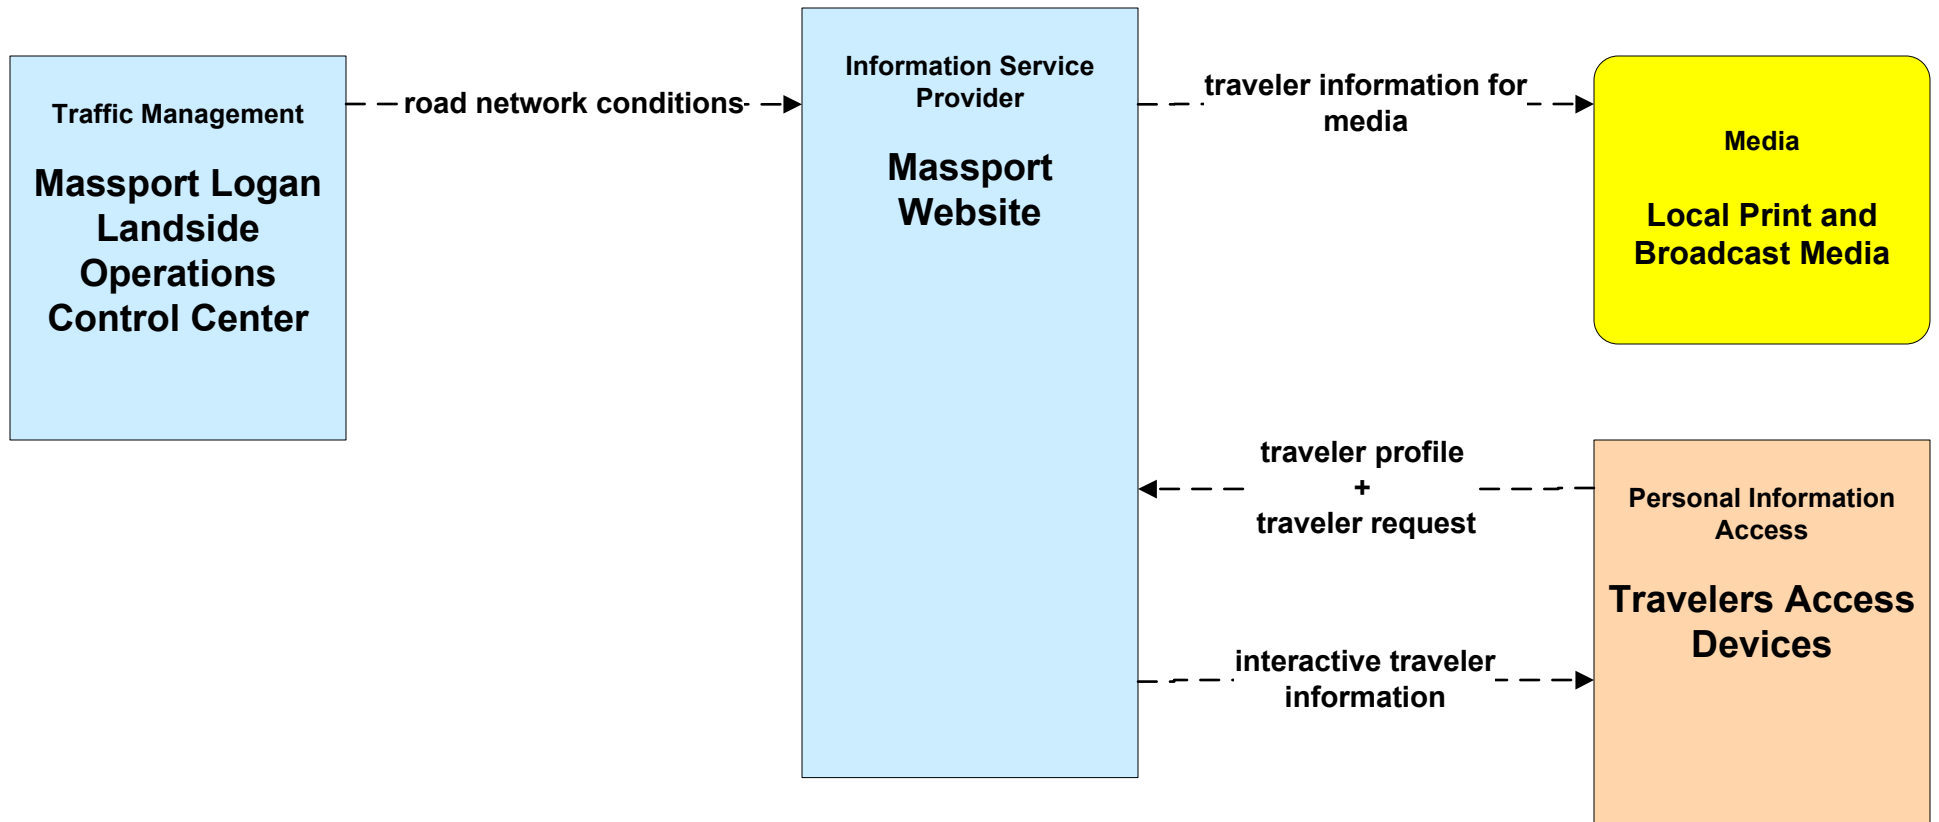 Traffic Management
Massport Logan
Landside
Operations
Control Center
road network conditions
Information Service
Provider
Massport
Website
traveler information for
media
Media
Local Print and
Broadcast Media
traveler profile
+
traveler request
Personal Information
Access
Travelers Access
Devices
interactive traveler
information